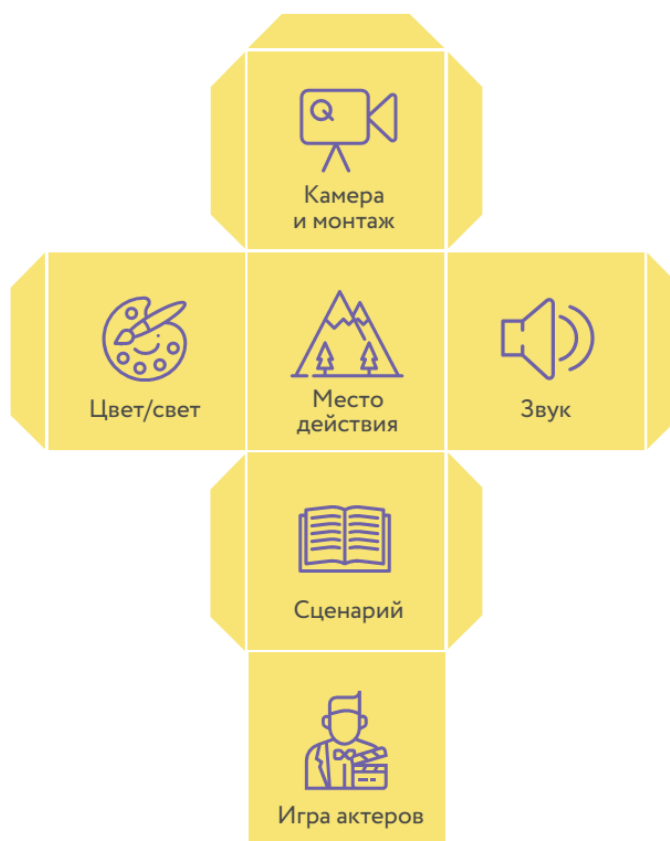 Камера
и монтаж
Цвет/свет
Место
действия
Звук
Сценарий
Игра актеров